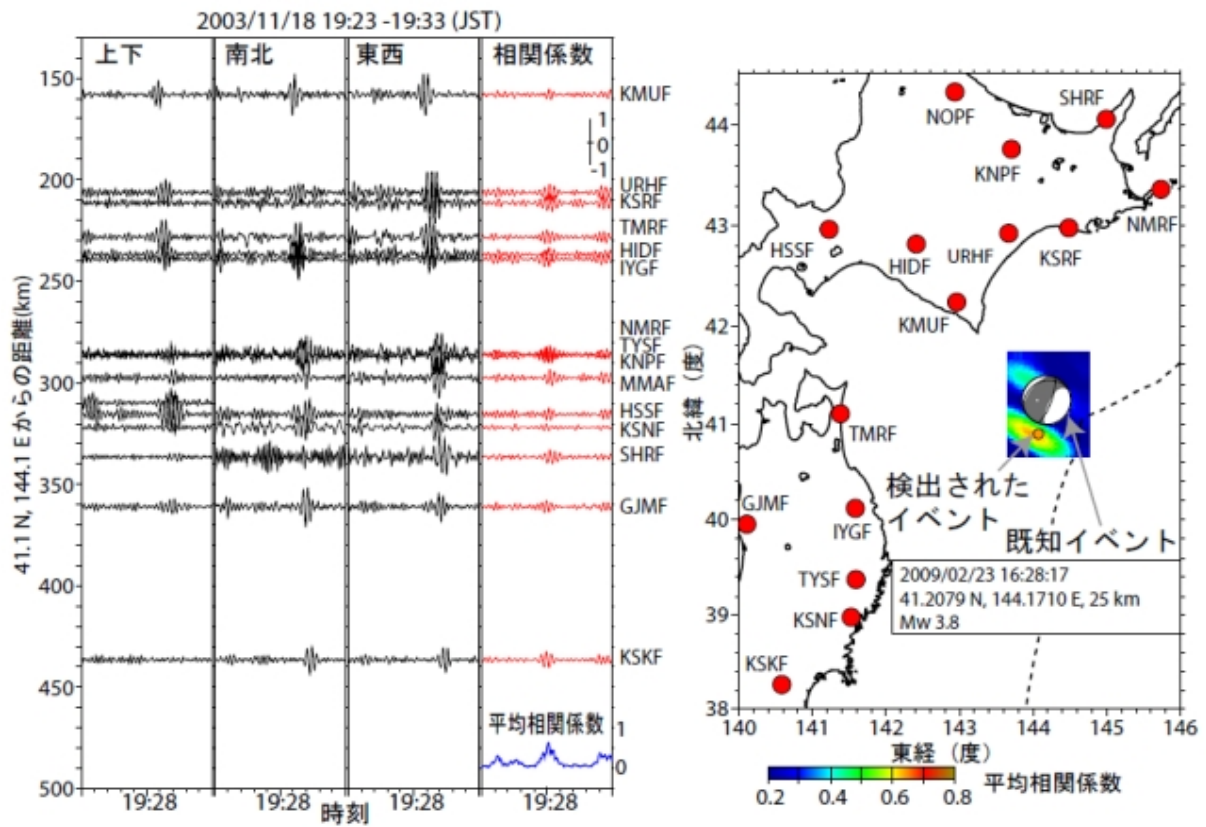 2003/11/18 19:23 -19:33 (JST)
上下
南北
東西
相関係数
41.1 N, 144.1 E からの距離(km)
150
200
250
300
350
400
450
500
1
0
-1
KMUF
URHF
KSRF
TMRF
HIDF
IYGF
NMRF
TYSF
KNPF
MMAF
HSSF
KSNF
SHRF
GJMF
KSKF
平均相関係数
1
0
19:28
19:28
19:28
19:28
時刻
北緯（度）
44
43
42
41
40
39
38
NOPF
SHRF
KNPF
NMRF
HSSF
HIDF
URHF
KSRF
KMUF
TMRF
GJMF
IYGF
TYSF
KSNF
KSKF
検出された
イベント
既知イベント
2009/02/23 16:28:17
41.2079 N, 144.1710 E, 25 km
Mw 3.8
140
141
142
143
144
145
146
東経（度）
0.2
0.4
0.6
0.8
平均相関係数